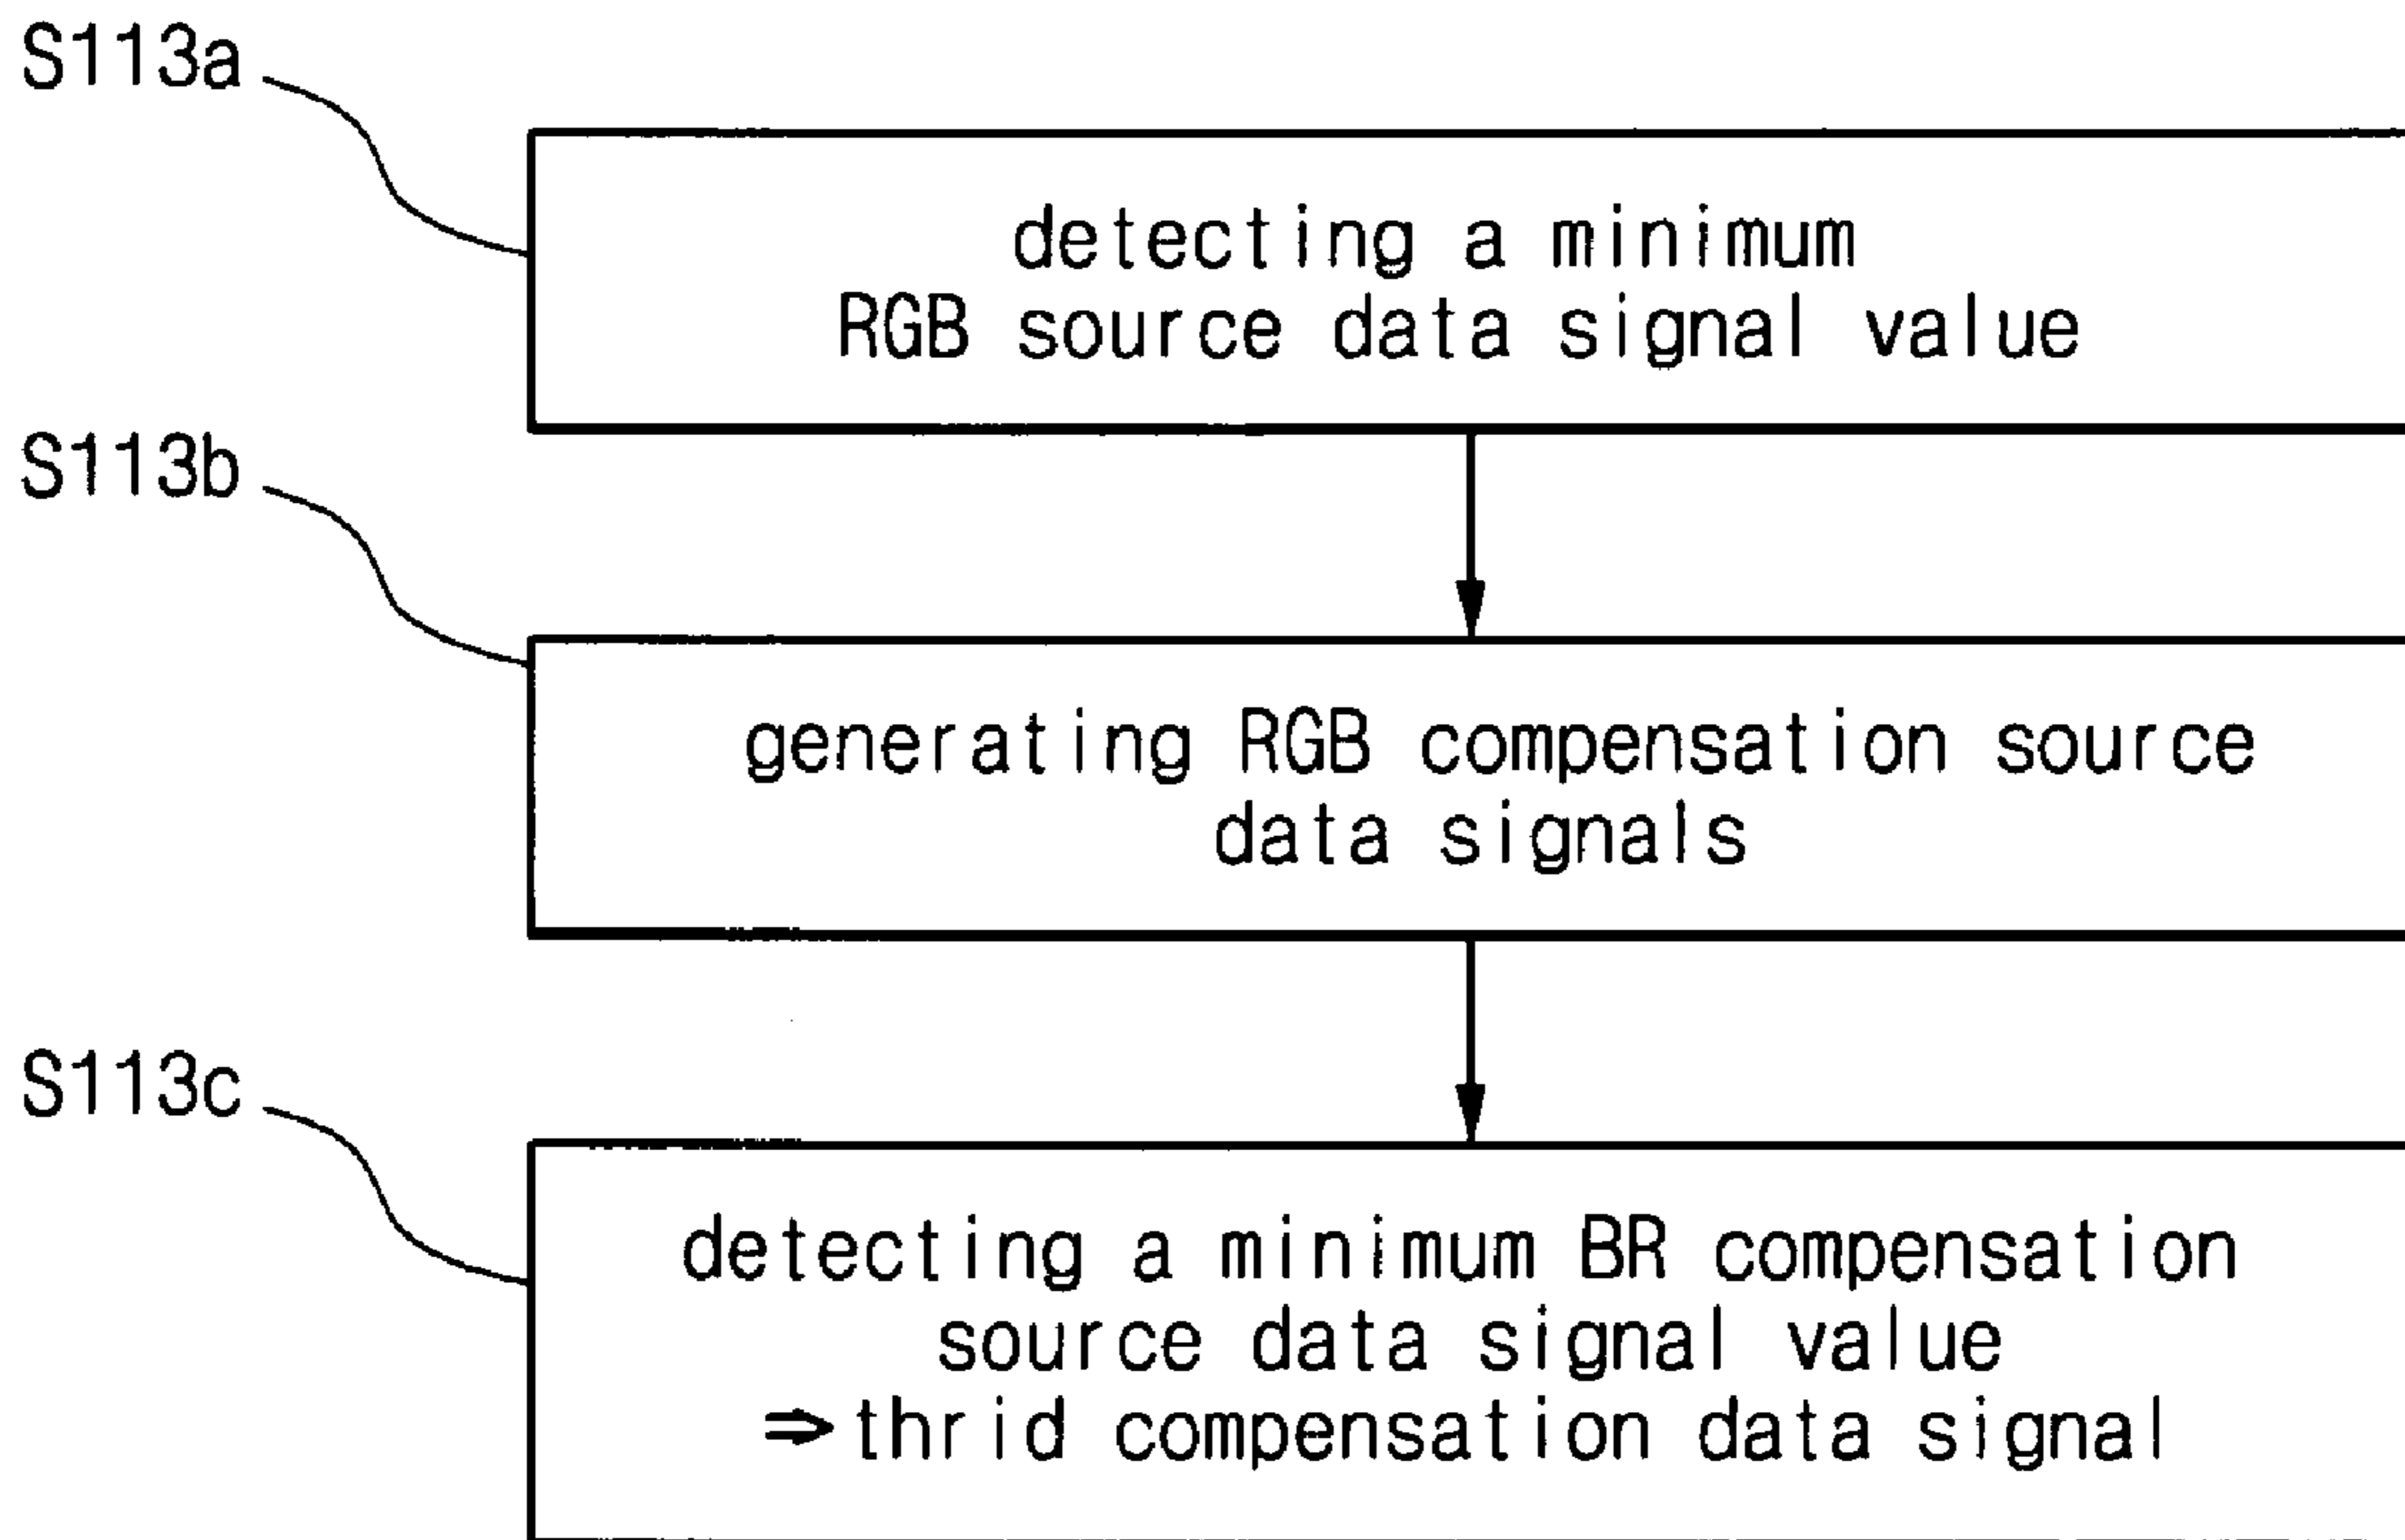 S113a
detecting a minimum
RGB source data signal value
S113b
generating RGB compensation source
data signals
S113c
detecting a minimum BR compensation
source data signal value
⇒thrid compensation data signal